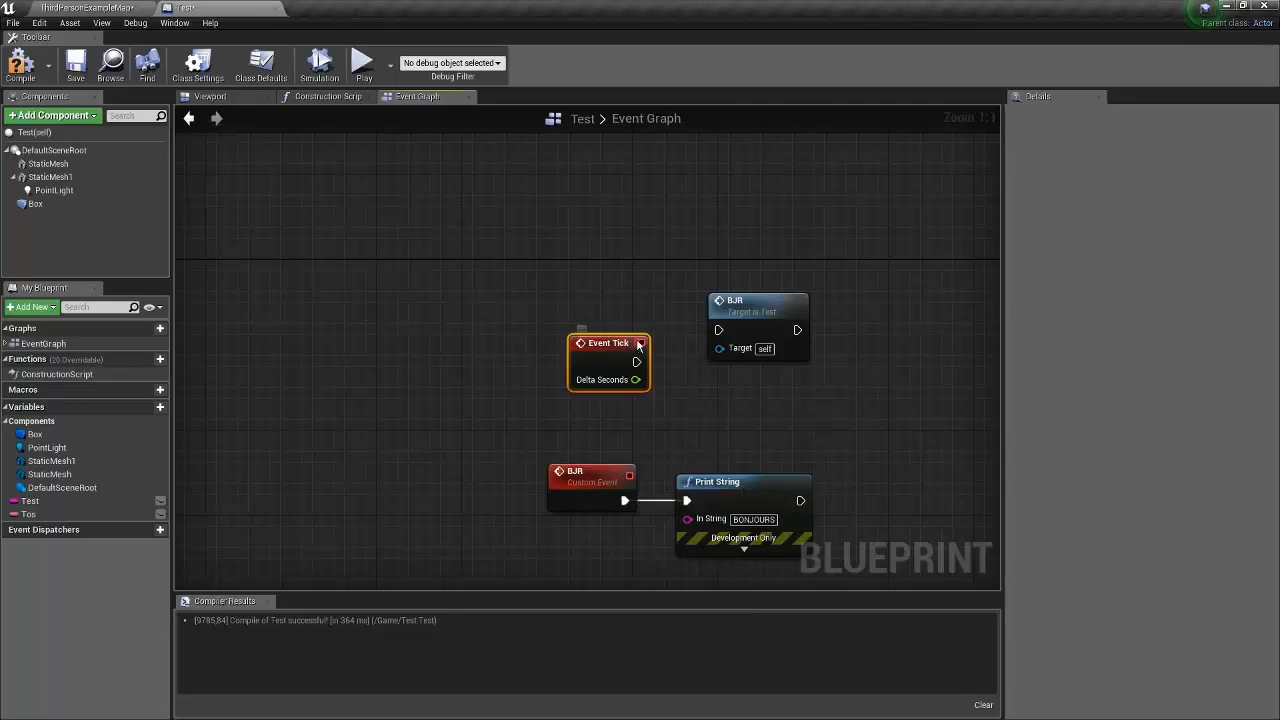 ThirdPersonExampleMap*
Test*
File Edit Asset View Debug Window Help
Parent class: Actor
Toolbar
Compile
Save
Browse
Find
Class Settings
Class Defaults
Simulation
Play
No debug object selected
Debug Filter
Components
Add Component
Search
Test(self)
DefaultSceneRoot
StaticMesh
StaticMesh1
PointLight
Box
My Blueprint
Add New
Search
Graphs
EventGraph
Functions (20 Overridable)
ConstructionScript
Macros
Variables
Components
Box
PointLight
StaticMesh1
StaticMesh
DefaultSceneRoot
Test
Tos
Event Dispatchers
Viewport
Construction Scrip
Event Graph
Test > Event Graph
Zoom 1:1
Event Tick
Delta Seconds
BJR
Target is Test
Target self
BJR
Custom Event
Print String
In String BONJOURS
Development Only
BLUEPRINT
Compiler Results
[9785,84] Compile of Test successful! [in 364 ms] (/Game/Test.Test)
Clear
Details